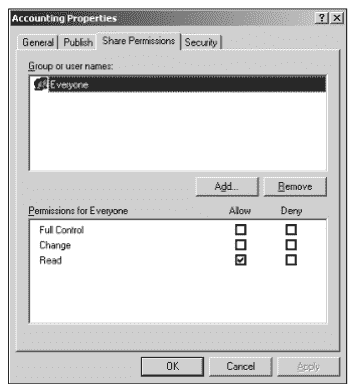 Accounting Properties
General Publish Share Permissions Security
Group or user names:
Everyone
Add... Remove
Permissions for Everyone Allow Deny
Full Control
Change
Read
OK Cancel Apply